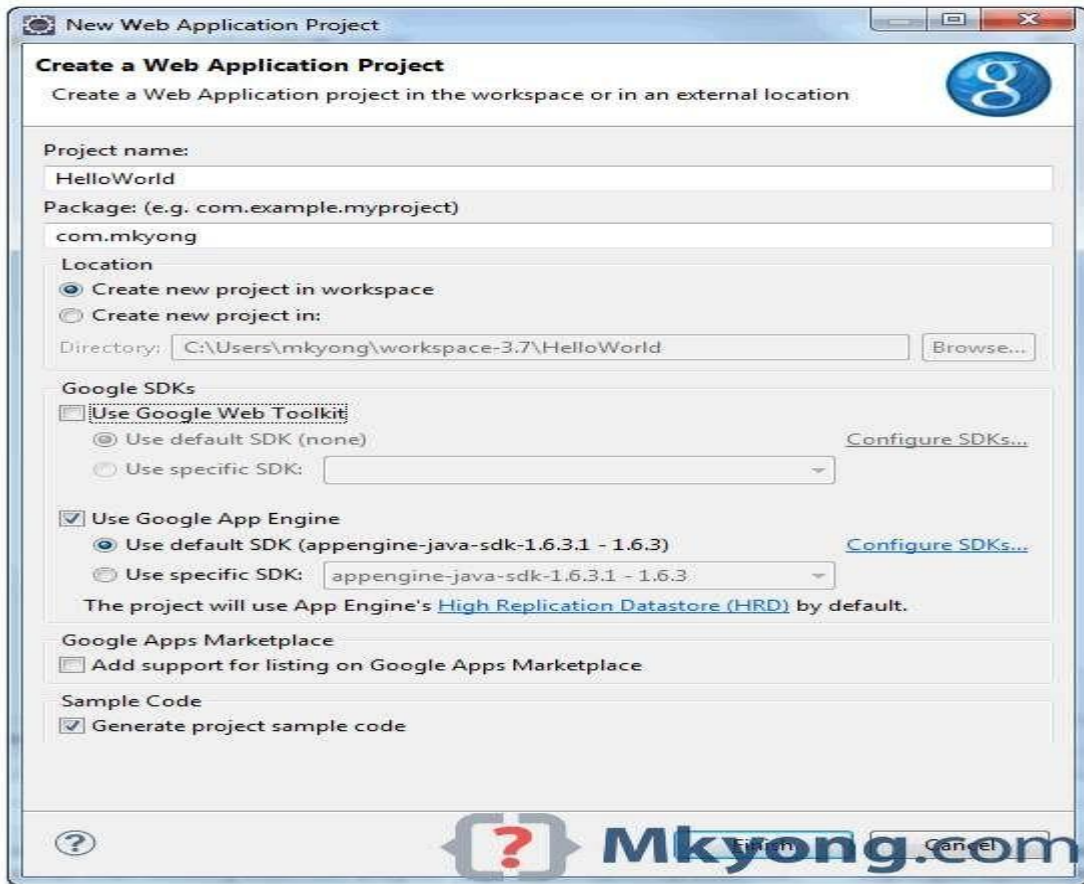 New Web Application Project
Create a Web Application Project
Create a Web Application project in the workspace or in an external location
g
Project name:
HelloWorld
Package: (e.g. com.example.myproject)
com.mkyong
Location
Create new project in workspace
Create new project in:
Directory: C:\Users\mkyong\workspace-3.7\HelloWorld Browse...
Google SDKs
Use Google Web Toolkit
Use default SDK (none) Configure SDKs...
Use specific SDK:
Use Google App Engine
Use default SDK (appengine-java-sdk-1.6.3.1 - 1.6.3) Configure SDKs...
Use specific SDK: appengine-java-sdk-1.6.3.1 - 1.6.3
The project will use App Engine's High Replication Datastore (HRD) by default.
Google Apps Marketplace
Add support for listing on Google Apps Marketplace
Sample Code
Generate project sample code
? Finish Cancel
{?} Mkyong.com